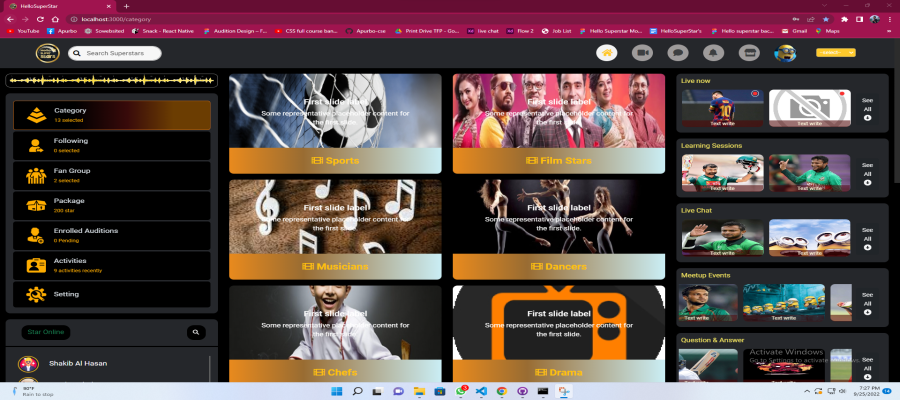 HelloSuperStar
localhost:3000/category
YouTube
Apurbo
Sowebsited
Snack - React Native
Audition Design – F...
CSS full course ban...
Apurbo-cse
Print Drive TFP - Go...
live chat
Flow 2
Job List
Hello Superstar Mo...
HelloSuperStar's
Hello superstar bac...
Gmail
Maps
Search Superstars
Category
13 selected
Following
0 selected
Fan Group
2 selected
Package
200 star
Enrolled Auditions
0 Pending
Activities
9 activities recently
Setting
Star Online
Shakib Al Hasan
First slide label
Some representative placeholder content for
the first slide.
Sports
First slide label
Some representative placeholder content for
the first slide.
Film Stars
First slide label
Some representative placeholder content for
the first slide.
Musicians
First slide label
Some representative placeholder content for
the first slide.
Dancers
First slide label
Some representative placeholder content for
the first slide.
Chefs
First slide label
Some representative placeholder content for
the first slide.
Drama
Live now
Text write
Text write
See
All
Learning Sessions
Text write
Text write
See
All
Live Chat
Text write
Text write
See
All
Meetup Events
Text write
Text write
See
All
Question & Answer
See
All
Activate Windows
Go to Settings to activate
60°F
Rain to stop
7:27 PM
9/25/2022